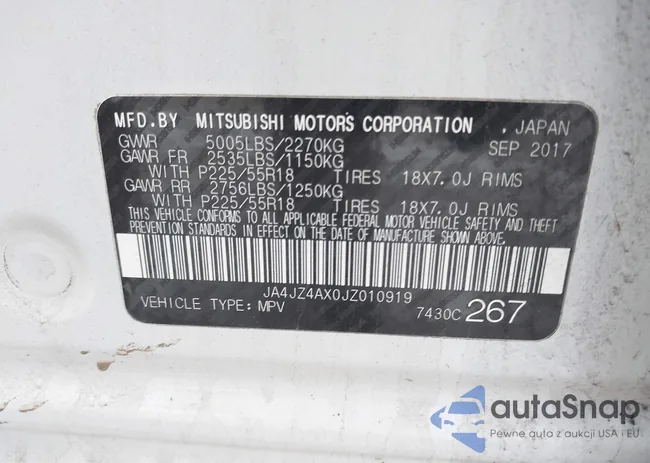 MFD.BY MITSUBISHI MOTORS CORPORATION , JAPAN
GVWR 5005LBS/2270KG SEP 2017
GAWR FR 2535LBS/1150KG
WITH P225/55R18 TIRES 18X7.0J RIMS
GAWR RR 2756LBS/1250KG
WITH P225/55R18 TIRES 18X7.0J RIMS
THIS VEHICLE CONFORMS TO ALL APPLICABLE FEDERAL MOTOR VEHICLE SAFETY AND THEFT
PREVENTION STANDARDS IN EFFECT ON THE DATE OF MANUFACTURE SHOWN ABOVE.
JA4JZ4AX0JZ010919
VEHICLE TYPE: MPV 7430C 267
autaSnap
Pewne auta z aukcji USA i EU